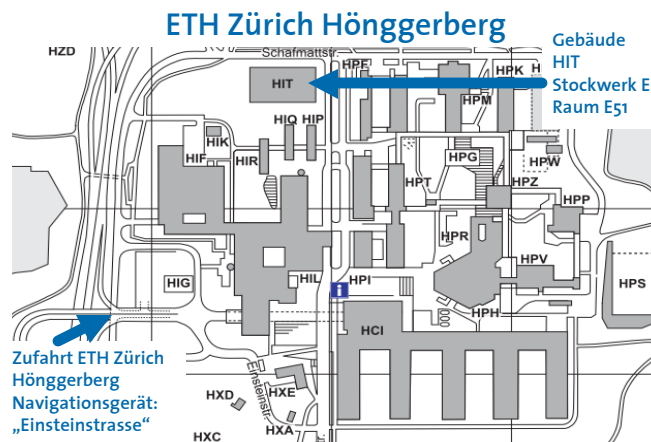 ETH Zürich Hönggerberg
Gebäude
HIT
Stockwerk E
Raum E51
HZD
Schafmattstr.
HPF
HPK
H
HIT
HPM
HIQ
HIP
HIK
HIF
HIR
HPG
HPW
HPT
HPZ
HPP
HPR
HPV
HIG
HIL
HPI
i
HPS
HPH
HCI
Zufahrt ETH Zürich
Hönggerberg
Navigationsgerät:
„Einsteinstrasse“
Einsteinstr.
HXE
HXD
HXA
HXC